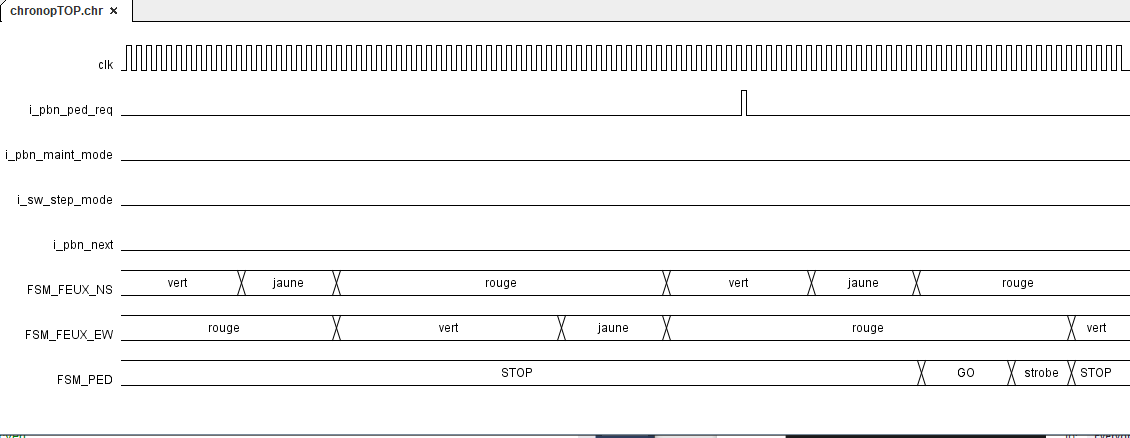 chronopTOP.chr ×
clk
i_pbn_ped_req
i_pbn_maint_mode
i_sw_step_mode
i_pbn_next
FSM_FEUX_NS vert jaune rouge vert jaune rouge
FSM_FEUX_EW rouge vert jaune rouge vert
FSM_PED STOP GO strobe STOP